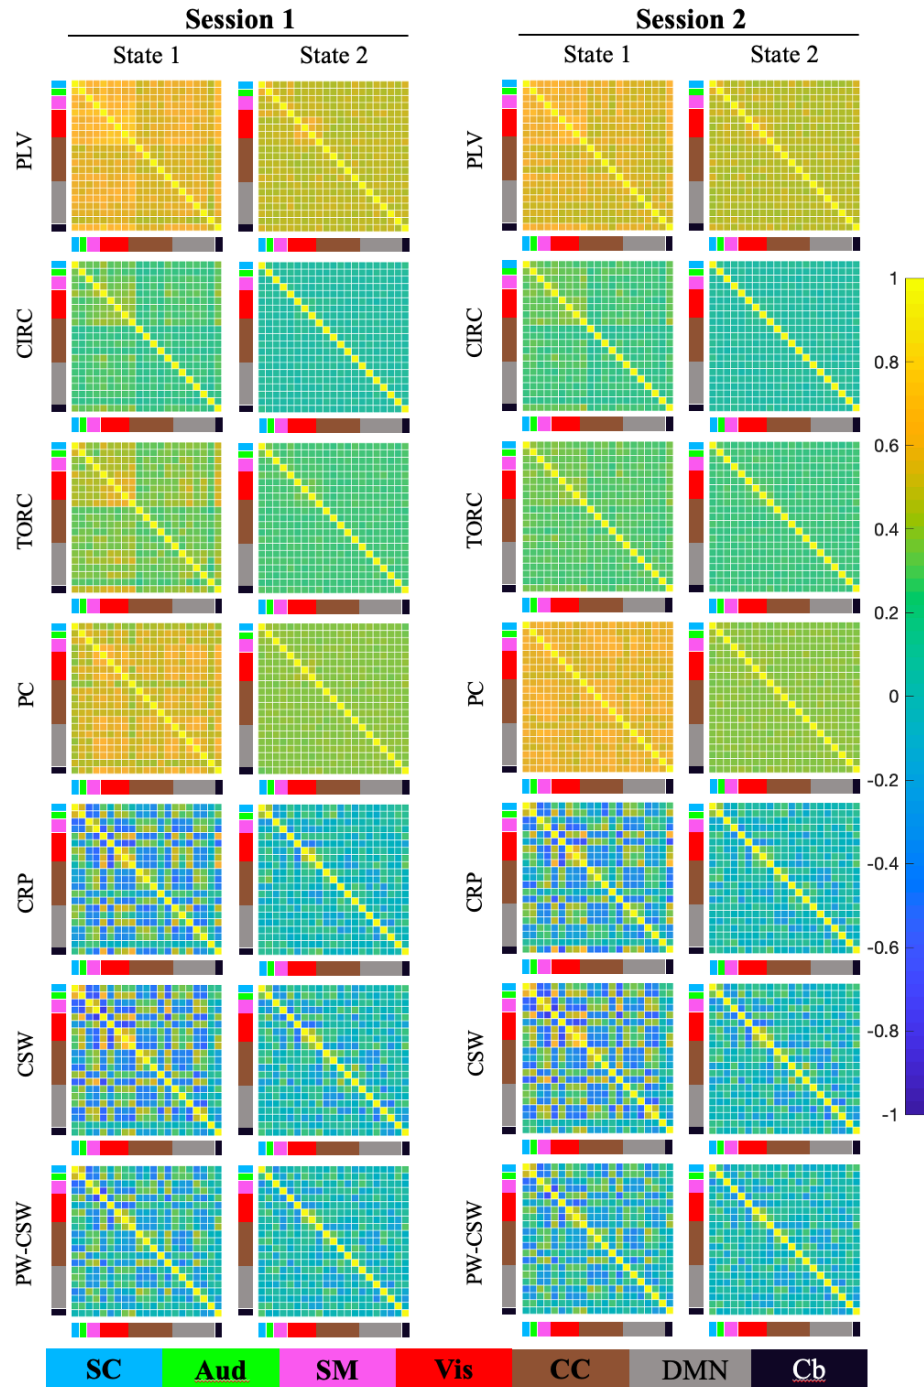 Session 1 Session 2
State 1 State 2 State 1 State 2
PLV PLV
CIRC CIRC
1
0.8
0.6
TORC TORC
0.4
0.2
PC PC
0
-0.2
-0.4
CRP CRP
-0.6
-0.8
CSW CSW
-1
PW-CSW PW-CSW
SC Aud SM Vis CC DMN Cb